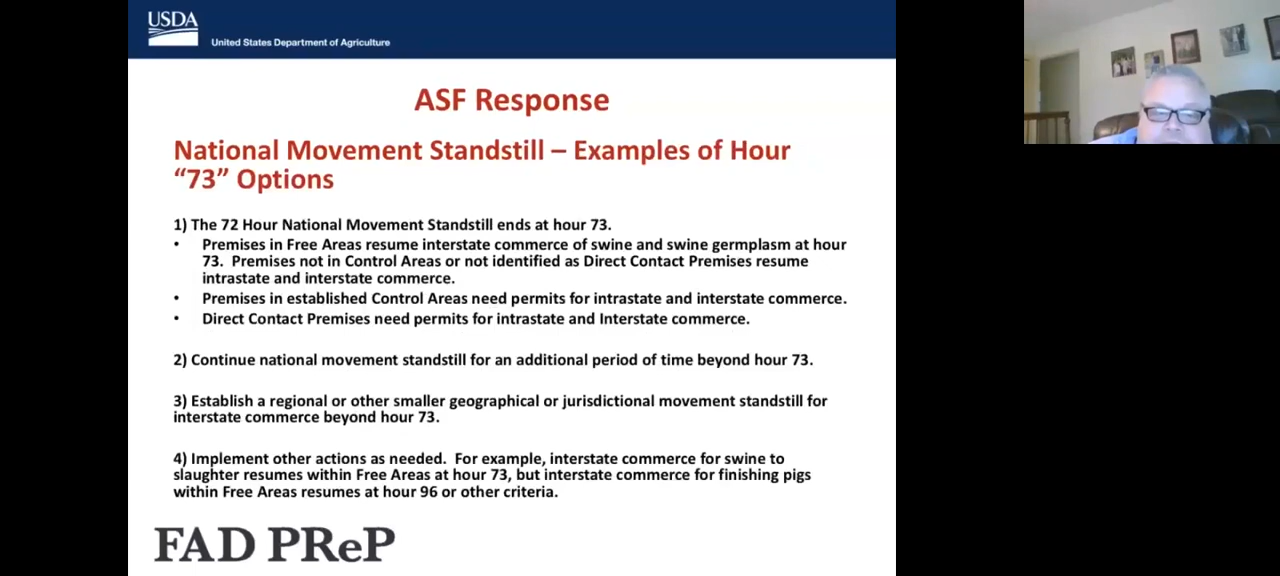 USDA
United States Department of Agriculture
ASF Response
National Movement Standstill – Examples of Hour
“73” Options
1) The 72 Hour National Movement Standstill ends at hour 73.
• Premises in Free Areas resume interstate commerce of swine and swine germplasm at hour
73.  Premises not in Control Areas or not identified as Direct Contact Premises resume
intrastate and interstate commerce.
• Premises in established Control Areas need permits for intrastate and interstate commerce.
• Direct Contact Premises need permits for intrastate and Interstate commerce.
2) Continue national movement standstill for an additional period of time beyond hour 73.
3) Establish a regional or other smaller geographical or jurisdictional movement standstill for
interstate commerce beyond hour 73.
4) Implement other actions as needed.  For example, interstate commerce for swine to
slaughter resumes within Free Areas at hour 73, but interstate commerce for finishing pigs
within Free Areas resumes at hour 96 or other criteria.
FAD PReP